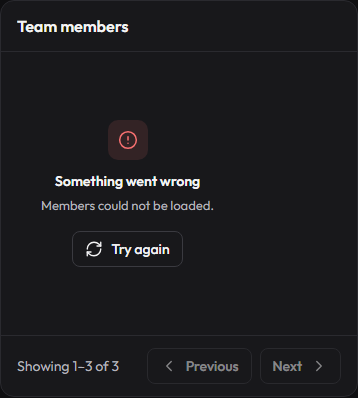 Team members
Something went wrong
Members could not be loaded.
Try again
Showing 1–3 of 3
Previous
Next